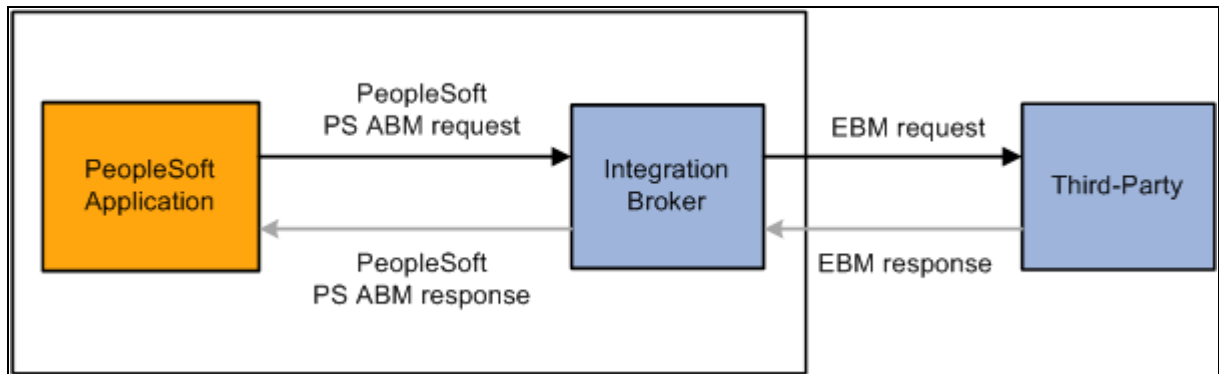 PeopleSoft
PS ABM request
EBM request
PeopleSoft
Application
Integration
Broker
Third-Party
PeopleSoft
PS ABM response
EBM response